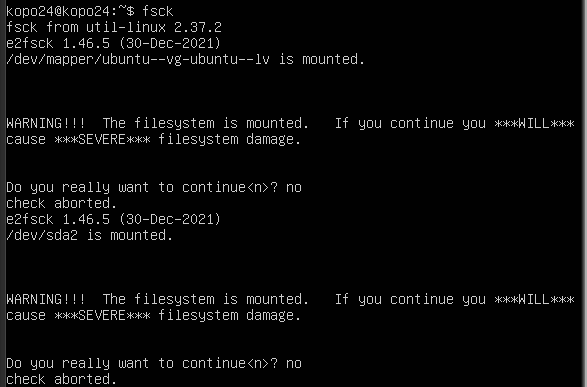 kopo24@kopo24:~$ fsck
fsck from util-linux 2.37.2
e2fsck 1.46.5 (30-Dec-2021)
/dev/mapper/ubuntu--vg-ubuntu--lv is mounted.
WARNING!!!  The filesystem is mounted.   If you continue you ***WILL***
cause ***SEVERE*** filesystem damage.
Do you really want to continue<n>? no
check aborted.
e2fsck 1.46.5 (30-Dec-2021)
/dev/sda2 is mounted.
WARNING!!!  The filesystem is mounted.   If you continue you ***WILL***
cause ***SEVERE*** filesystem damage.
Do you really want to continue<n>? no
check aborted.